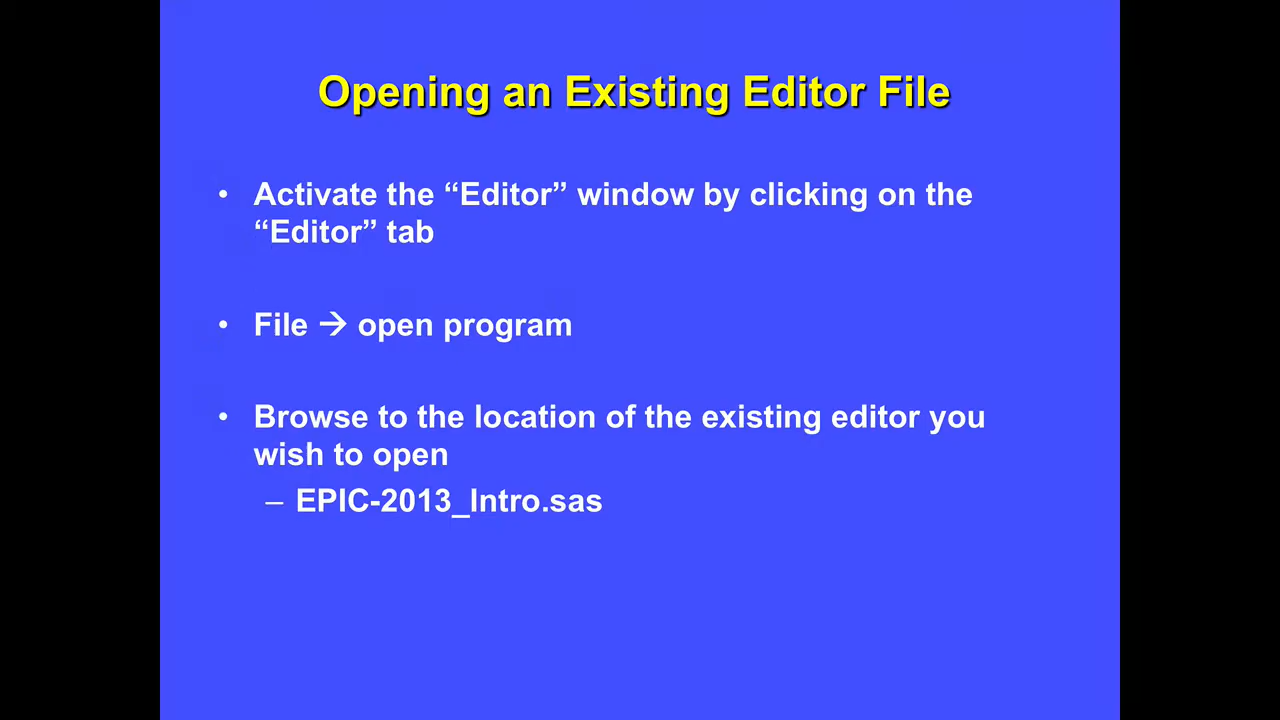 Opening an Existing Editor File
• Activate the “Editor” window by clicking on the
“Editor” tab
• File → open program
• Browse to the location of the existing editor you
wish to open
– EPIC-2013_Intro.sas